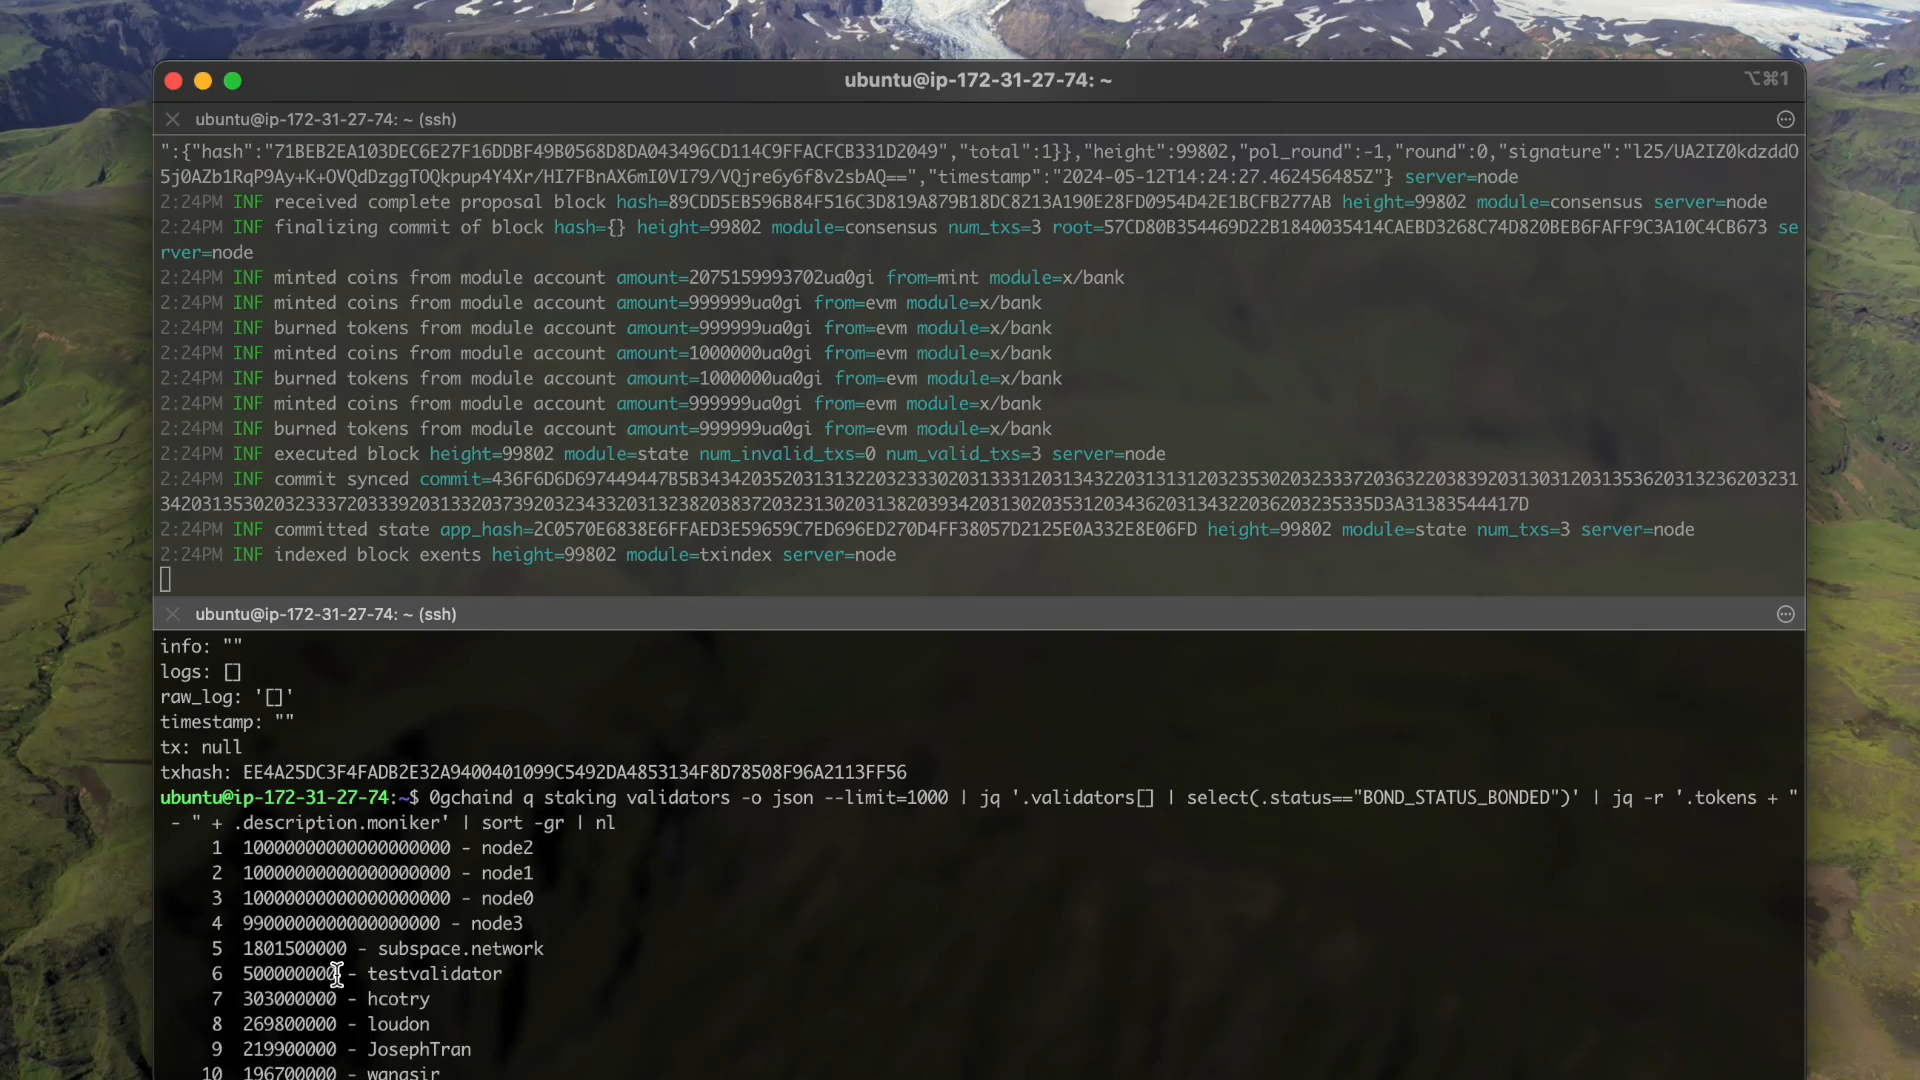 ubuntu@ip-172-31-27-74: ~
⌥⌘1
ubuntu@ip-172-31-27-74: ~ (ssh)
":{"hash":"71BEB2EA103DEC6E27F16DDBF49B0568D8DA043496CD114C9FFACFCB331D2049","total":1}},"height":99802,"pol_round":-1,"round":0,"signature":"l25/UA2IZ0kdzddO
5j0AZb1RqP9Ay+K+OVQdDzggTOQkpup4Y4Xr/HI7FBnAX6mI0VI79/VQjre6y6f8v2sbAQ==","timestamp":"2024-05-12T14:24:27.462456485Z"} server=node
2:24PM INF received complete proposal block hash=89CDD5EB596B84F516C3D819A879B18DC8213A190E28FD0954D42E1BCFB277AB height=99802 module=consensus server=node
2:24PM INF finalizing commit of block hash={} height=99802 module=consensus num_txs=3 root=57CD80B354469D22B1840035414CAEBD3268C74D820BEB6FAFF9C3A10C4CB673 se
rver=node
2:24PM INF minted coins from module account amount=2075159993702ua0gi from=mint module=x/bank
2:24PM INF minted coins from module account amount=999999ua0gi from=evm module=x/bank
2:24PM INF burned tokens from module account amount=999999ua0gi from=evm module=x/bank
2:24PM INF minted coins from module account amount=1000000ua0gi from=evm module=x/bank
2:24PM INF burned tokens from module account amount=1000000ua0gi from=evm module=x/bank
2:24PM INF minted coins from module account amount=999999ua0gi from=evm module=x/bank
2:24PM INF burned tokens from module account amount=999999ua0gi from=evm module=x/bank
2:24PM INF executed block height=99802 module=state num_invalid_txs=0 num_valid_txs=3 server=node
2:24PM INF commit synced commit=436F6D6D697449447B5B3434203520313132203233302031333120313432203131312032353020323337203632203839203130312031353620313236203231
34203135302032333720333920313320373920323433203132382038372032313020313820393420313020353120343620313432203620323535D3A31383544417D
2:24PM INF committed state app_hash=2C0570E6838E6FFAED3E59659C7ED696ED270D4FF38057D2125E0A332E8E06FD height=99802 module=state num_txs=3 server=node
2:24PM INF indexed block exents height=99802 module=txindex server=node
ubuntu@ip-172-31-27-74: ~ (ssh)
info: ""
logs: []
raw_log: '[]'
timestamp: ""
tx: null
txhash: EE4A25DC3F4FADB2E32A9400401099C5492DA4853134F8D78508F96A2113FF56
ubuntu@ip-172-31-27-74:~$ 0gchaind q staking validators -o json --limit=1000 | jq '.validators[] | select(.status=="BOND_STATUS_BONDED")' | jq -r '.tokens + "
- " + .description.moniker' | sort -gr | nl
1 10000000000000000000 - node2
2 10000000000000000000 - node1
3 10000000000000000000 - node0
4 9900000000000000000 - node3
5 1801500000 - subspace.network
6 500000000 - testvalidator
7 303000000 - hcotry
8 269800000 - loudon
9 219900000 - JosephTran
10 196700000 - wanasir